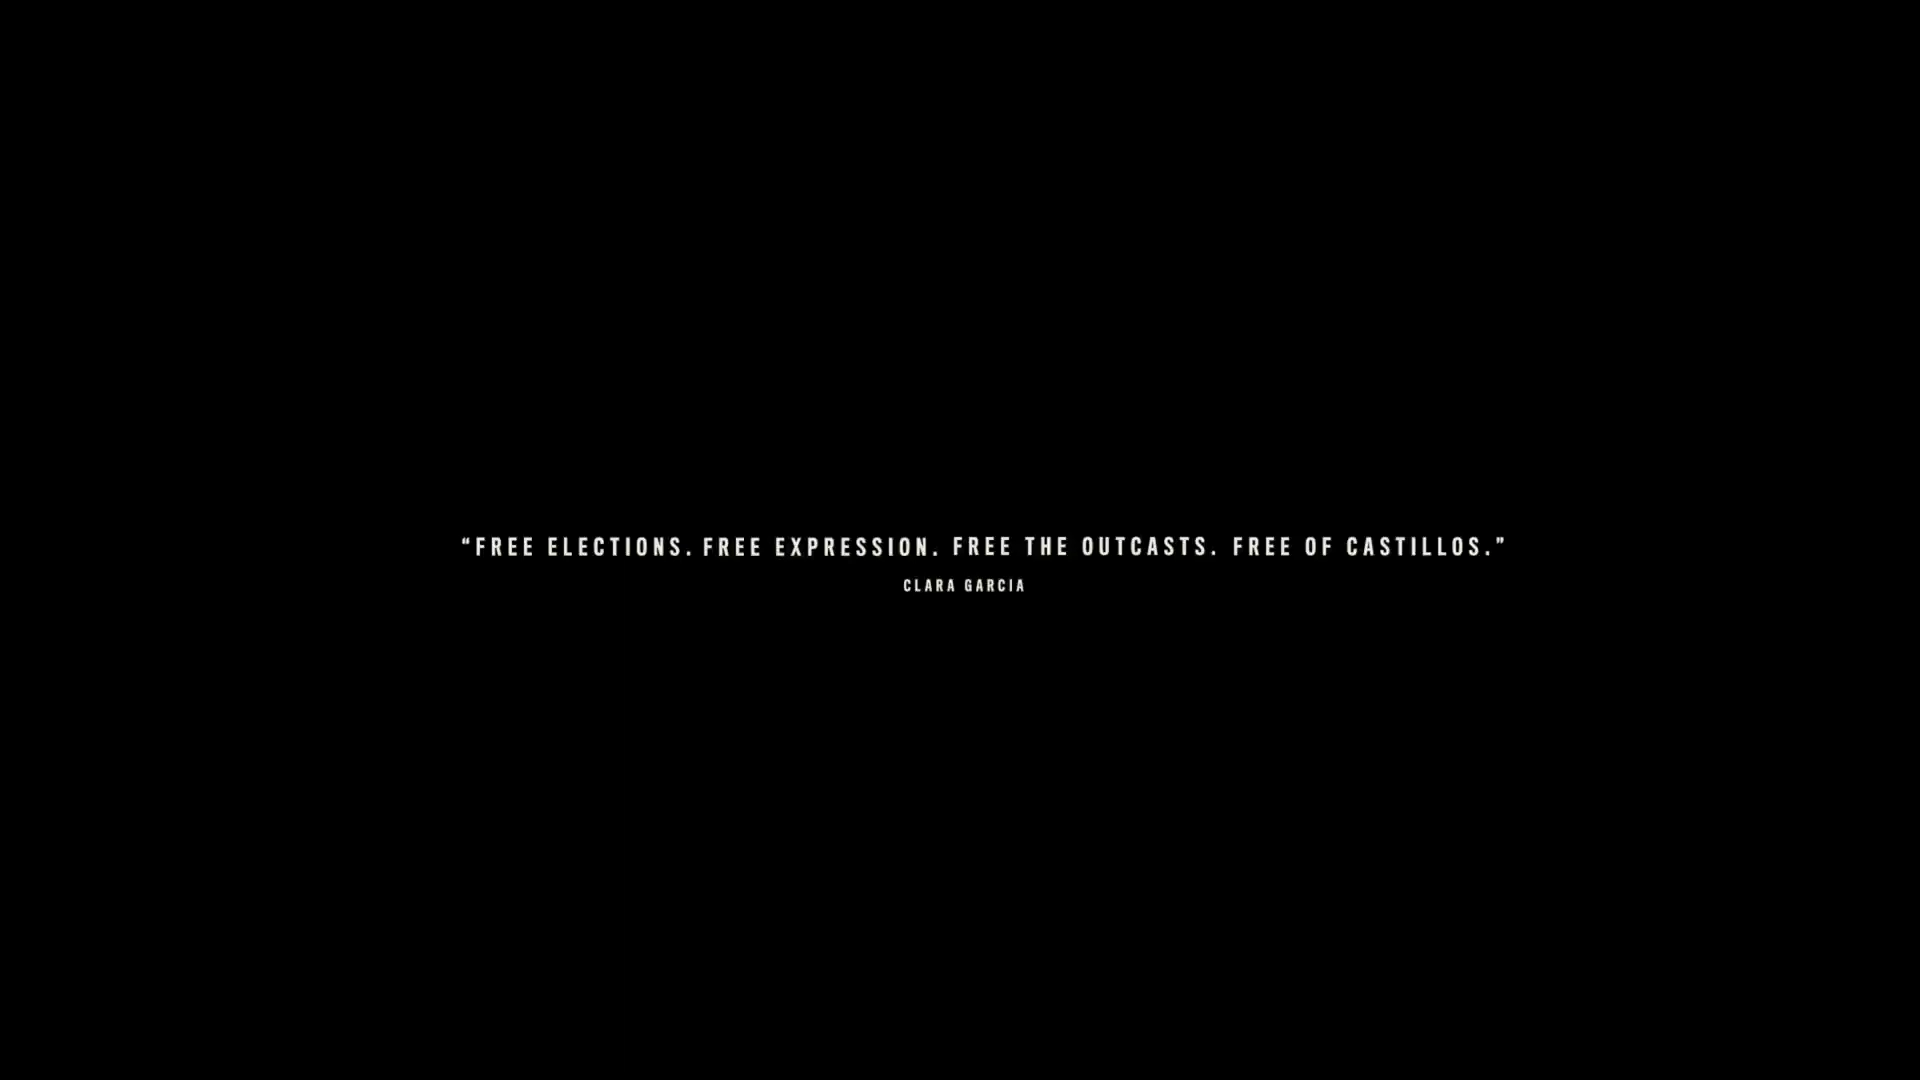 “FREE ELECTIONS. FREE EXPRESSION. FREE THE OUTCASTS. FREE OF CASTILLOS.”
CLARA GARCIA